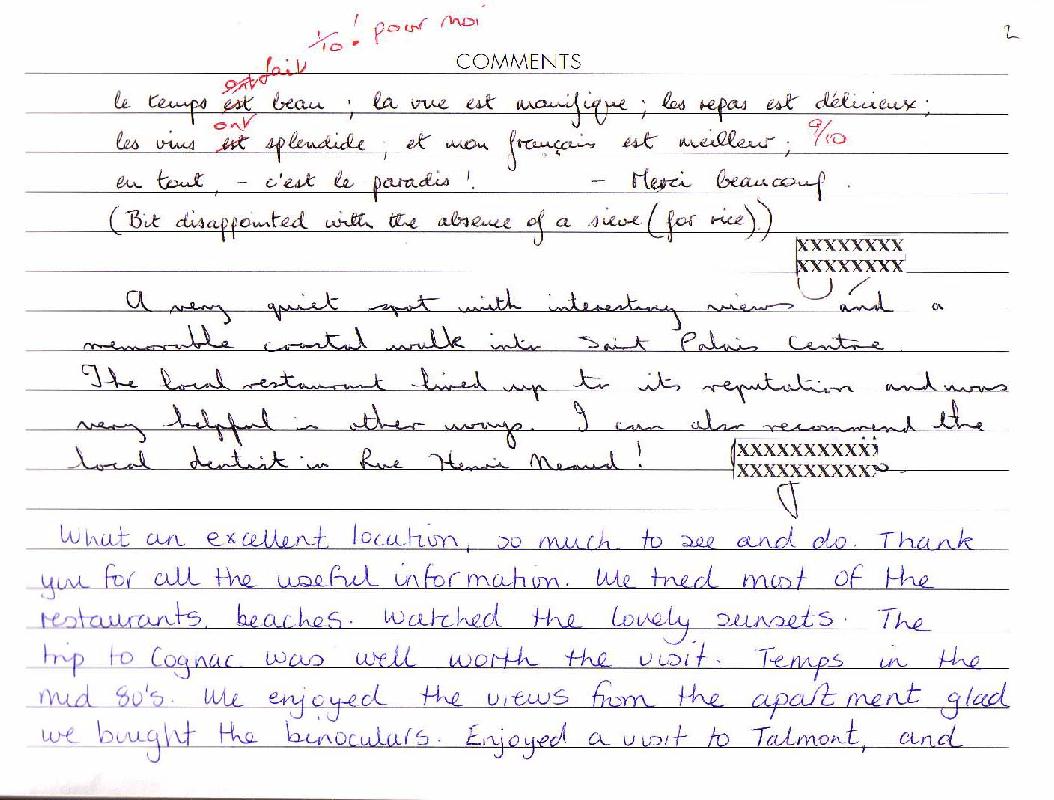 1/10! pour moi
2
COMMENTS
fait
le temps est beau ; la vue est manifique ; les repas est délicieux ;
ont
les vins est splendide ; et mon français est meilleur ; 9/10
en tout, - c'est le paradis ! - Merci beaucoup.
(Bit disappointed with the absence of a sieve (for rice).)
XXXXXXXX
XXXXXXXX
A very quiet spot with interesting views and a
memorable coastal walk into Saint Palais Centre
The local restaurant lived up to its reputation and was
very helpful in other ways. I can also recommend the
local dentist in Rue Henri Meaud !
XXXXXXXXXX
XXXXXXXXXX
What an excellent location, so much to see and do. Thank
you for all the useful information. We tried most of the
restaurants, beaches. Watched the lovely sunsets. The
trip to Cognac was well worth the visit. Temps in the
mid 80's. We enjoyed the views from the apartment glad
we bought the binoculars. Enjoyed a visit to Talmont, and